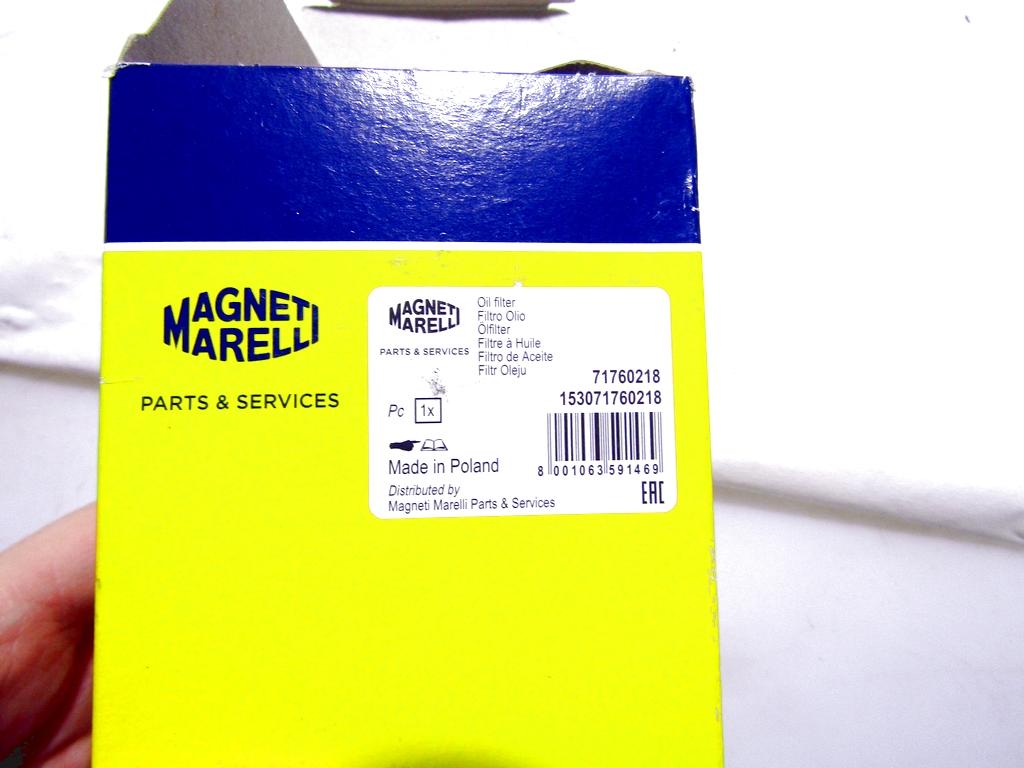 MAGNETI
MARELLI
PARTS & SERVICES
MAGNETI
MARELLI
PARTS & SERVICES
Oil filter
Filtro Olio
Ölfilter
Filtre à Huile
Filtro de Aceite
Filtr Oleju
71760218
153071760218
Pc 1x
8 001063 591469
Made in Poland
Distributed by
Magneti Marelli Parts & Services
EAC